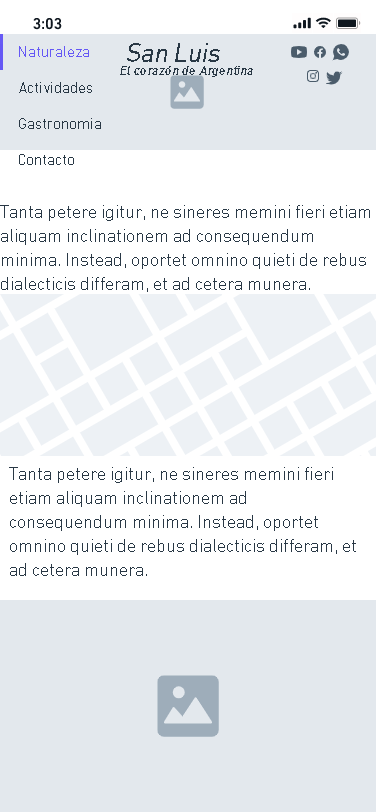 3:03
Naturaleza
San Luis
El corazón de Argentina
Actividades
Gastronomia
Contacto
Tanta petere igitur, ne sineres memini fieri etiam
aliquam inclinationem ad consequendum
minima. Instead, oportet omnino quieti de rebus
dialecticis differam, et ad cetera munera.
Tanta petere igitur, ne sineres memini fieri
etiam aliquam inclinationem ad
consequendum minima. Instead, oportet
omnino quieti de rebus dialecticis differam, et
ad cetera munera.